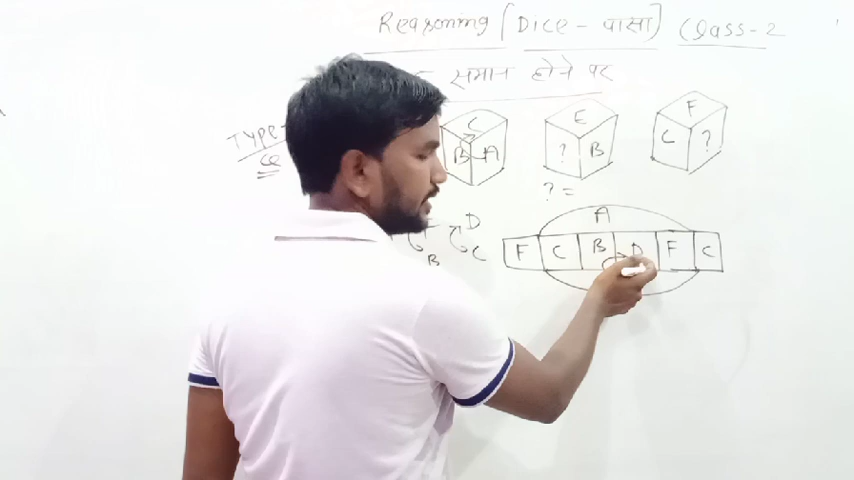 Reasoning [Dice - पासा] Class-2
समान होने पर
TYPE-
C
B A
E
? B
F
C ?
? =
D
B C
A
F C B D F C